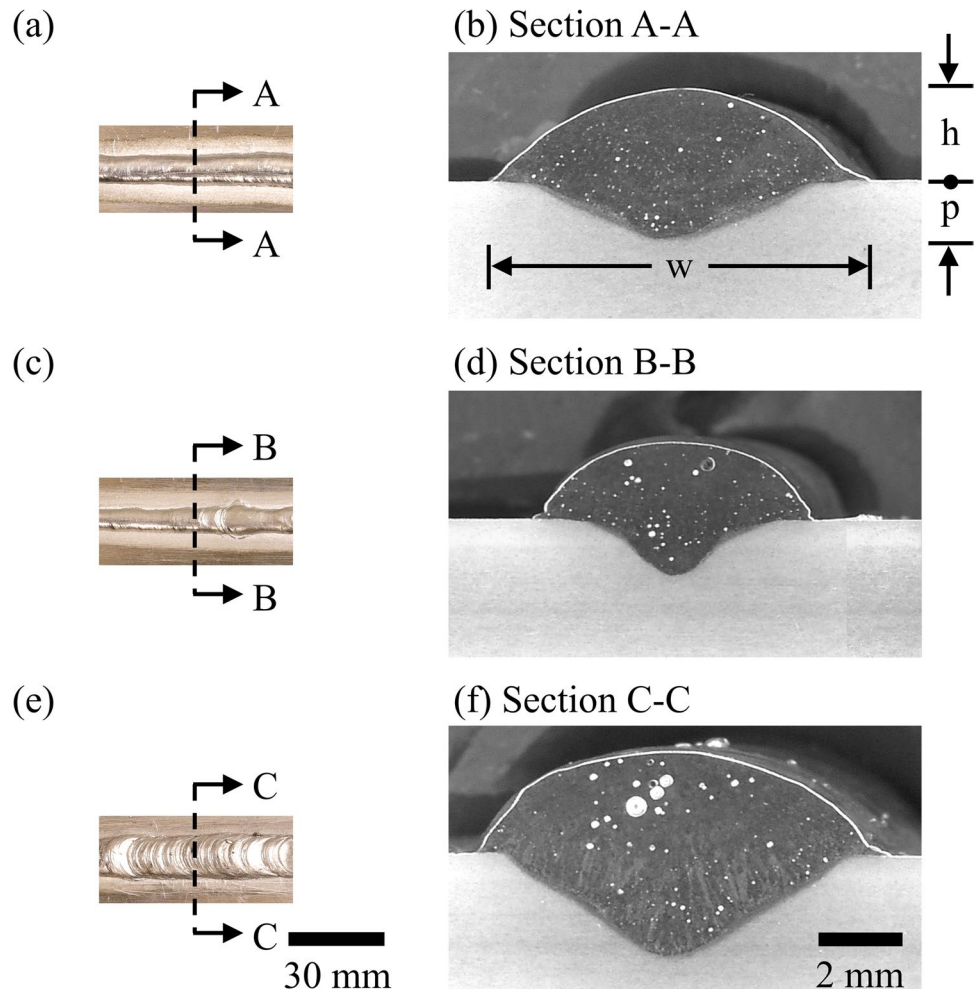 (a)
(b) Section A-A
A
A
h
p
w
(c)
(d) Section B-B
B
B
(e)
(f) Section C-C
C
C
30 mm
2 mm